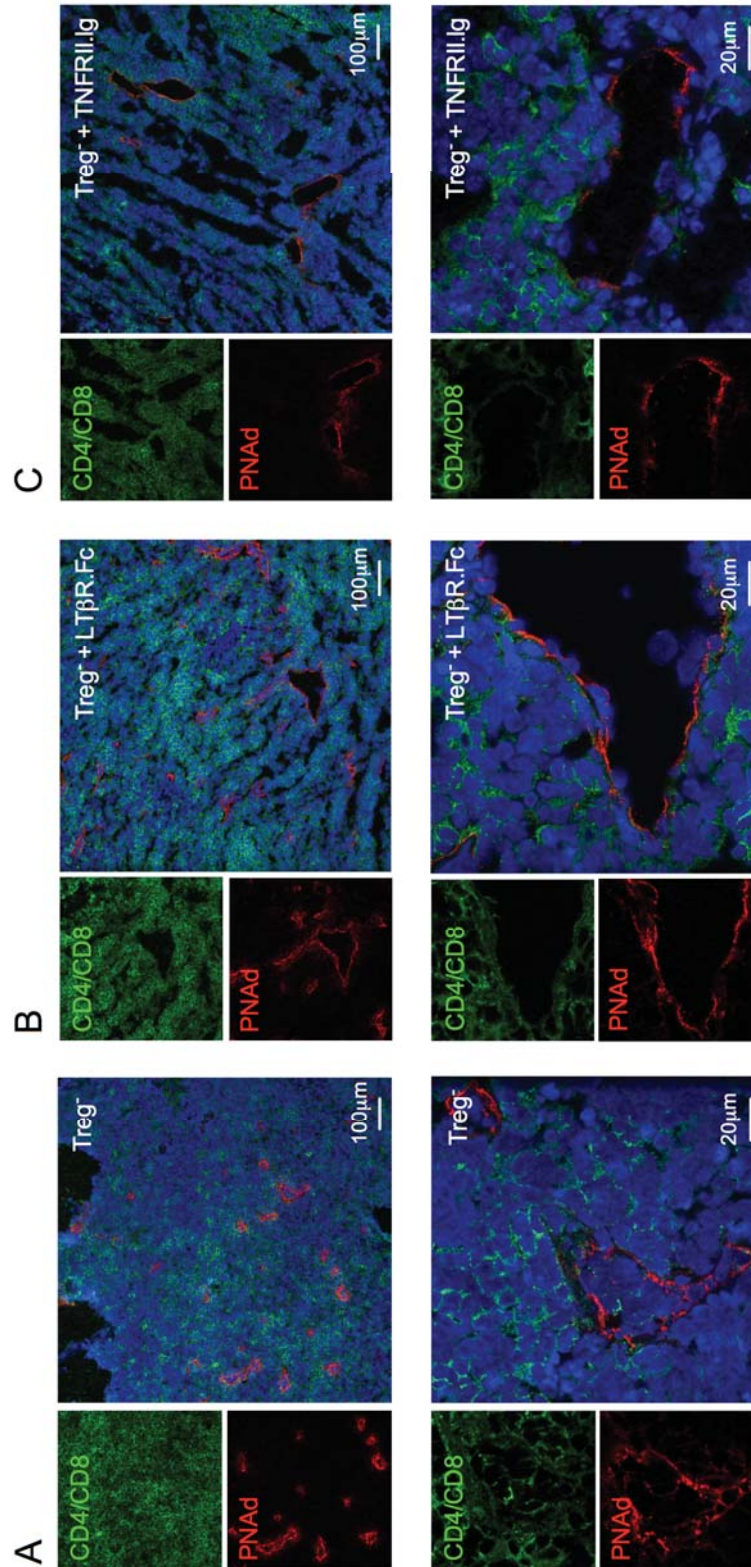 A
CD4/CD8
PNAd
Treg⁻
100μm
CD4/CD8
PNAd
Treg⁻
20μm
B
CD4/CD8
PNAd
Treg⁻ + LTβR.Fc
100μm
CD4/CD8
PNAd
Treg⁻ + LTβR.Fc
20μm
C
CD4/CD8
PNAd
Treg⁻ + TNFRII.Ig
100μm
CD4/CD8
PNAd
Treg⁻ + TNFRII.Ig
20μm